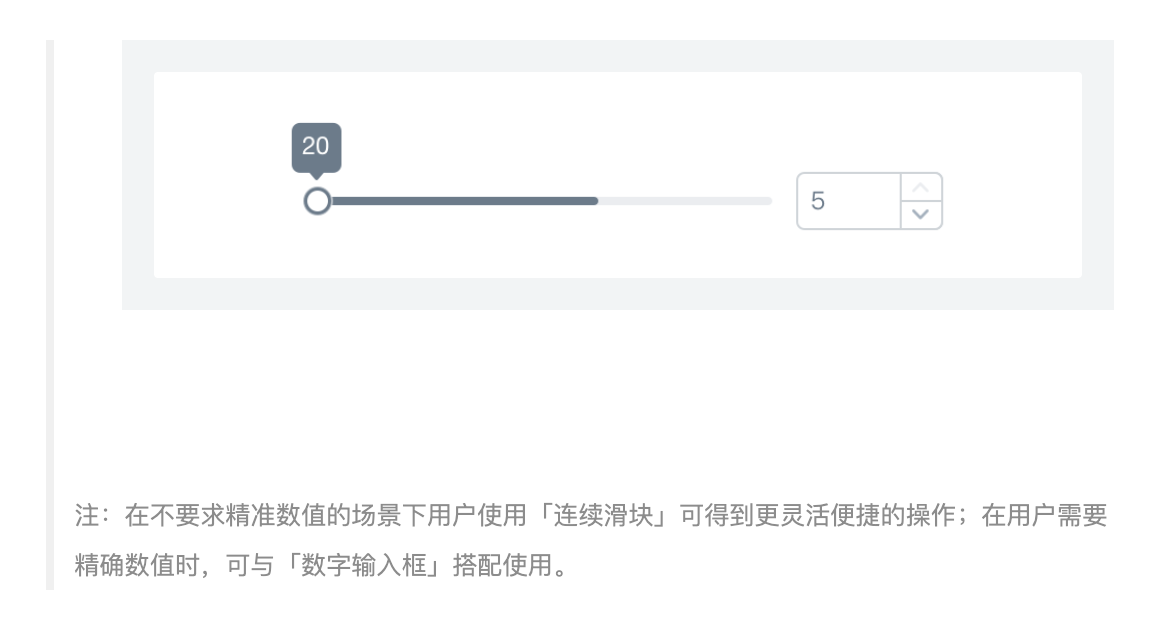 20
5
注：在不要求精准数值的场景下用户使用「连续滑块」可得到更灵活便捷的操作；在用户需要
精确数值时，可与「数字输入框」搭配使用。